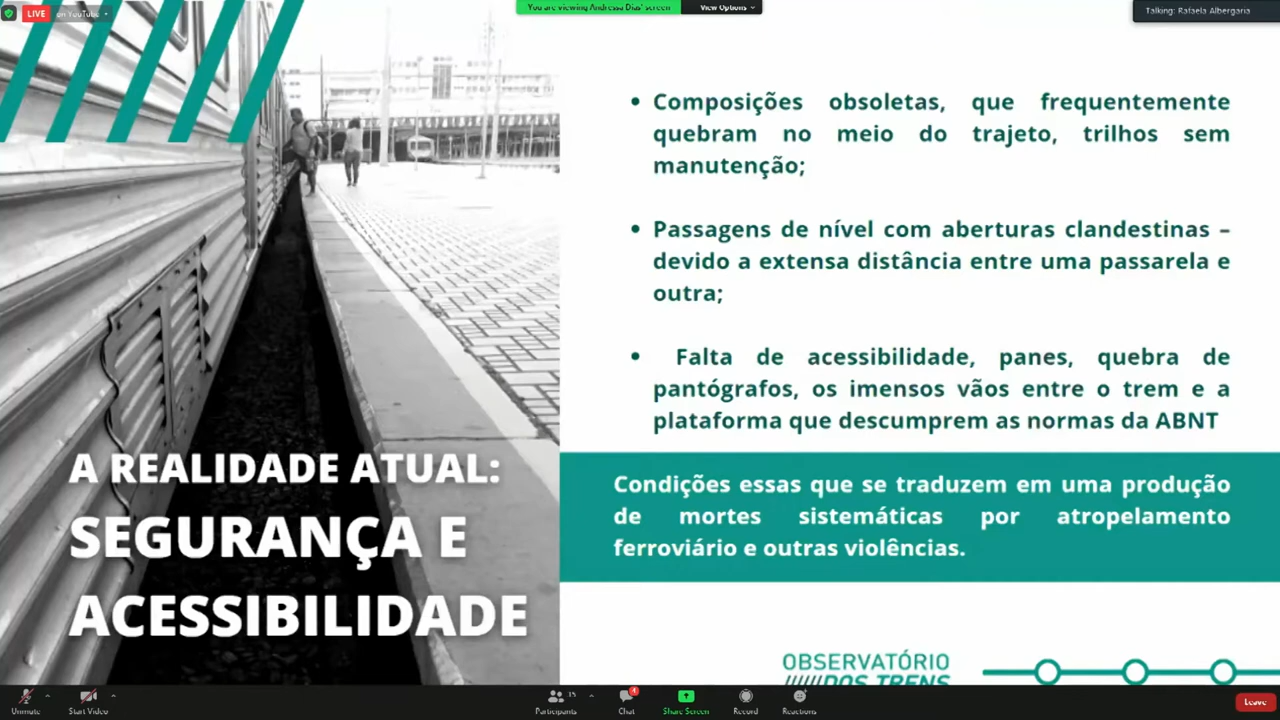 LIVE on YouTube
You are viewing Andressa Dias' screen
View Options
Talking: Rafaela Albergaria
• Composições obsoletas, que frequentemente
quebram no meio do trajeto, trilhos sem
manutenção;
• Passagens de nível com aberturas clandestinas –
devido a extensa distância entre uma passarela e
outra;
• Falta de acessibilidade, panes, quebra de
pantógrafos, os imensos vãos entre o trem e a
plataforma que descumprem as normas da ABNT
A REALIDADE ATUAL:
SEGURANÇA E
ACESSIBILIDADE
Condições essas que se traduzem em uma produção
de mortes sistemáticas por atropelamento
ferroviário e outras violências.
OBSERVATÓRIO
DOS TRENS
Unmute
Start Video
Participants
15
Chat
4
Share Screen
Record
Reactions
Leave